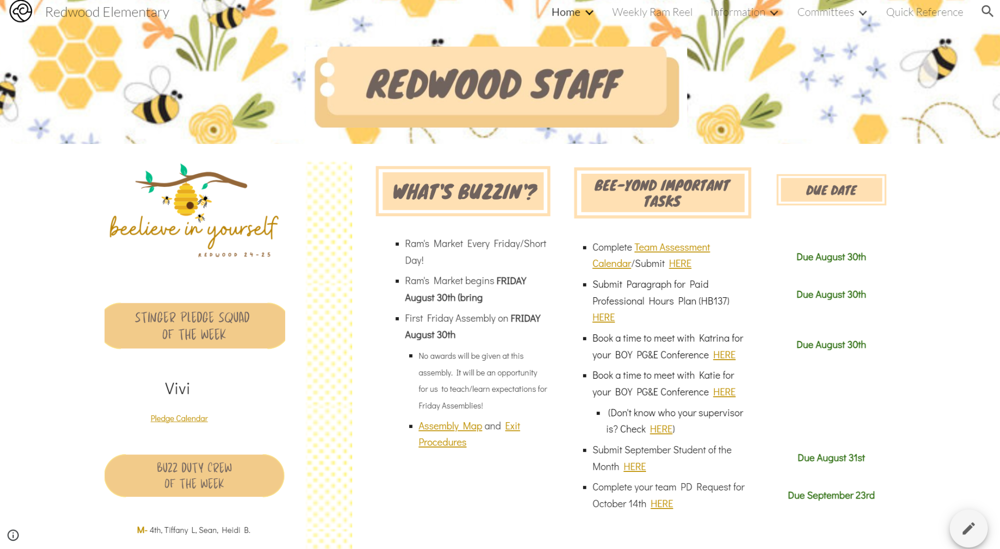 Redwood Elementary
Home
Weekly Ram Reel
Information
Committees
Quick Reference
REDWOOD STAFF
beelieve in yourself
REDWOOD 24-25
STINGER PLEDGE SQUAD
OF THE WEEK
Vivi
Pledge Calendar
BUZZ DUTY CREW
OF THE WEEK
M- 4th, Tiffany L, Sean, Heidi B.
WHAT'S BUZZIN'?
Ram's Market Every Friday/Short
Day!
Ram's Market begins FRIDAY
August 30th (bring
First Friday Assembly on FRIDAY
August 30th
No awards will be given at this
assembly. It will be an opportunity
for us to teach/learn expectations for
Friday Assemblies!
Assembly Map and Exit
Procedures
BEE-YOND IMPORTANT
TASKS
Complete Team Assessment
Calendar/Submit HERE
Submit Paragraph for Paid
Professional Hours Plan (HB137)
HERE
Book a time to meet with Katrina for
your BOY PG&E Conference HERE
Book a time to meet with Katie for
your BOY PG&E Conference HERE
(Don't know who your supervisor
is? Check HERE)
Submit September Student of the
Month HERE
Complete your team PD Request for
October 14th HERE
DUE DATE
Due August 30th
Due August 30th
Due August 30th
Due August 31st
Due September 23rd